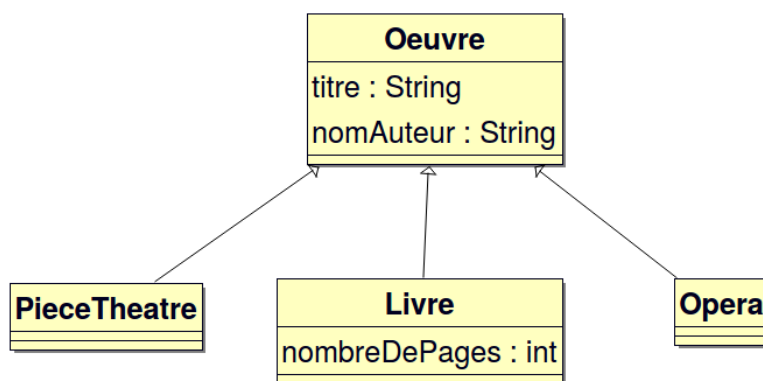 Oeuvre
titre : String
nomAuteur : String
PieceTheatre
Livre
Opera
nombreDePages : int